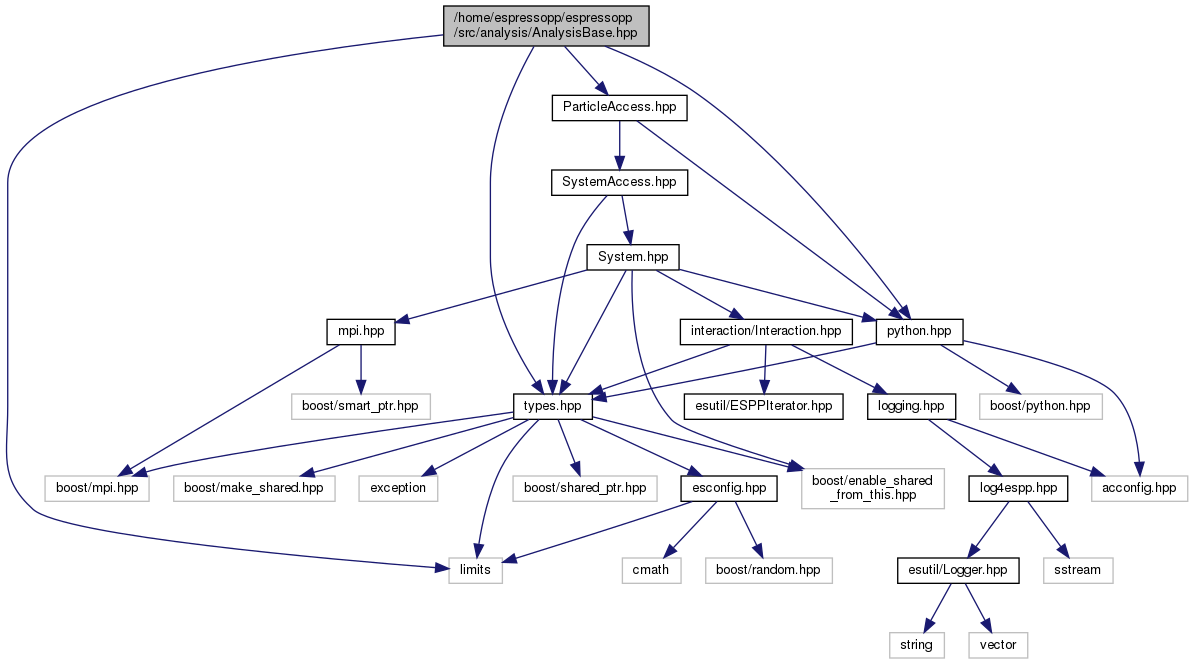 /home/espressopp/espressopp
/src/analysis/AnalysisBase.hpp
ParticleAccess.hpp
SystemAccess.hpp
System.hpp
mpi.hpp
interaction/Interaction.hpp
python.hpp
boost/smart_ptr.hpp
types.hpp
esutil/ESPPIterator.hpp
logging.hpp
boost/python.hpp
boost/mpi.hpp
boost/make_shared.hpp
exception
boost/shared_ptr.hpp
esconfig.hpp
boost/enable_shared
_from_this.hpp
log4espp.hpp
acconfig.hpp
limits
cmath
boost/random.hpp
esutil/Logger.hpp
sstream
string
vector